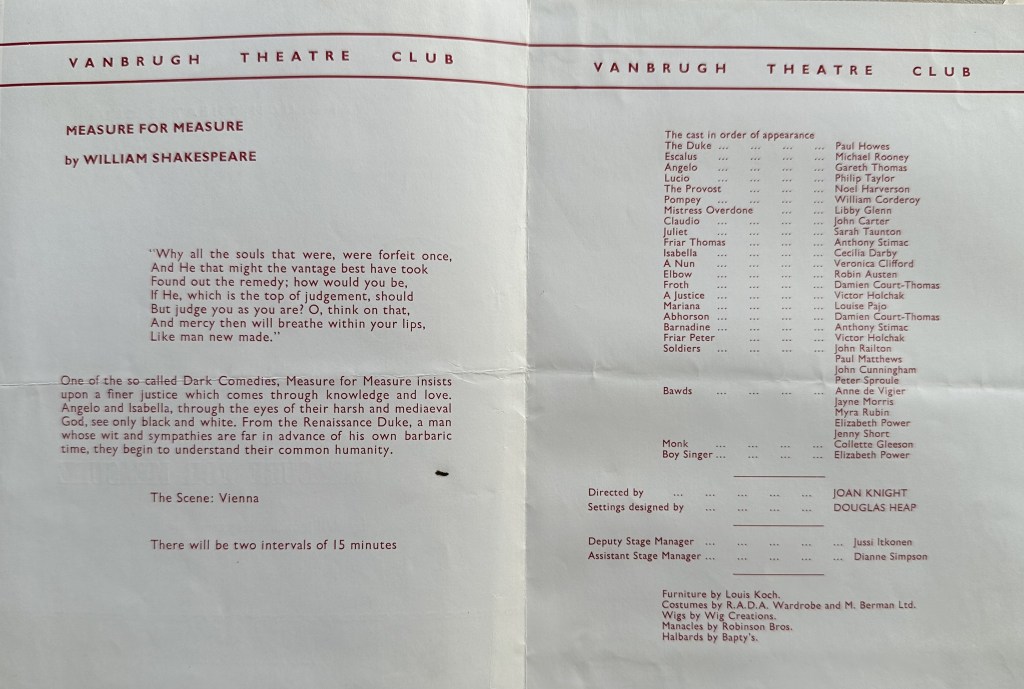 VANBRUGH THEATRE CLUB
MEASURE FOR MEASURE
by WILLIAM SHAKESPEARE
"Why all the souls that were, were forfeit once,
And He that might the vantage best have took
Found out the remedy; how would you be,
If He, which is the top of judgement, should
But judge you as you are? O, think on that,
And mercy then will breathe within your lips,
Like man new made."
One of the so called Dark Comedies, Measure for Measure insists
upon a finer justice which comes through knowledge and love.
Angelo and Isabella, through the eyes of their harsh and mediaeval
God, see only black and white. From the Renaissance Duke, a man
whose wit and sympathies are far in advance of his own barbaric
time, they begin to understand their common humanity.
The Scene: Vienna
There will be two intervals of 15 minutes
VANBRUGH THEATRE CLUB
The cast in order of appearance
The Duke ... ... ... ... Paul Howes
Escalus ... ... ... ... Michael Rooney
Angelo ... ... ... ... Gareth Thomas
Lucio ... ... ... ... Philip Taylor
The Provost ... ... ... Noel Harverson
Pompey ... ... ... ... William Corderoy
Mistress Overdone ... ... Libby Glenn
Claudio ... ... ... ... John Carter
Juliet ... ... ... ... Sarah Taunton
Friar Thomas ... ... ... Anthony Stimac
Isabella ... ... ... ... Cecilia Darby
A Nun ... ... ... ... Veronica Clifford
Elbow ... ... ... ... Robin Austen
Froth ... ... ... ... Damien Court-Thomas
A Justice ... ... ... ... Victor Holchak
Mariana ... ... ... ... Louise Pajo
Abhorson ... ... ... ... Damien Court-Thomas
Barnadine ... ... ... ... Anthony Stimac
Friar Peter ... ... ... ... Victor Holchak
Soldiers ... ... ... ... John Railton
Paul Matthews
John Cunningham
Peter Sproule
Bawds ... ... ... ... Anne de Vigier
Jayne Morris
Myra Rubin
Elizabeth Power
Jenny Short
Monk ... ... ... ... Collette Gleeson
Boy Singer ... ... ... ... Elizabeth Power
Directed by ... ... ... ... ... JOAN KNIGHT
Settings designed by ... ... ... ... DOUGLAS HEAP
Deputy Stage Manager ... ... ... ... ... Jussi Itkonen
Assistant Stage Manager ... ... ... ... ... Dianne Simpson
Furniture by Louis Koch.
Costumes by R.A.D.A. Wardrobe and M. Berman Ltd.
Wigs by Wig Creations.
Manacles by Robinson Bros.
Halbards by Bapty's.